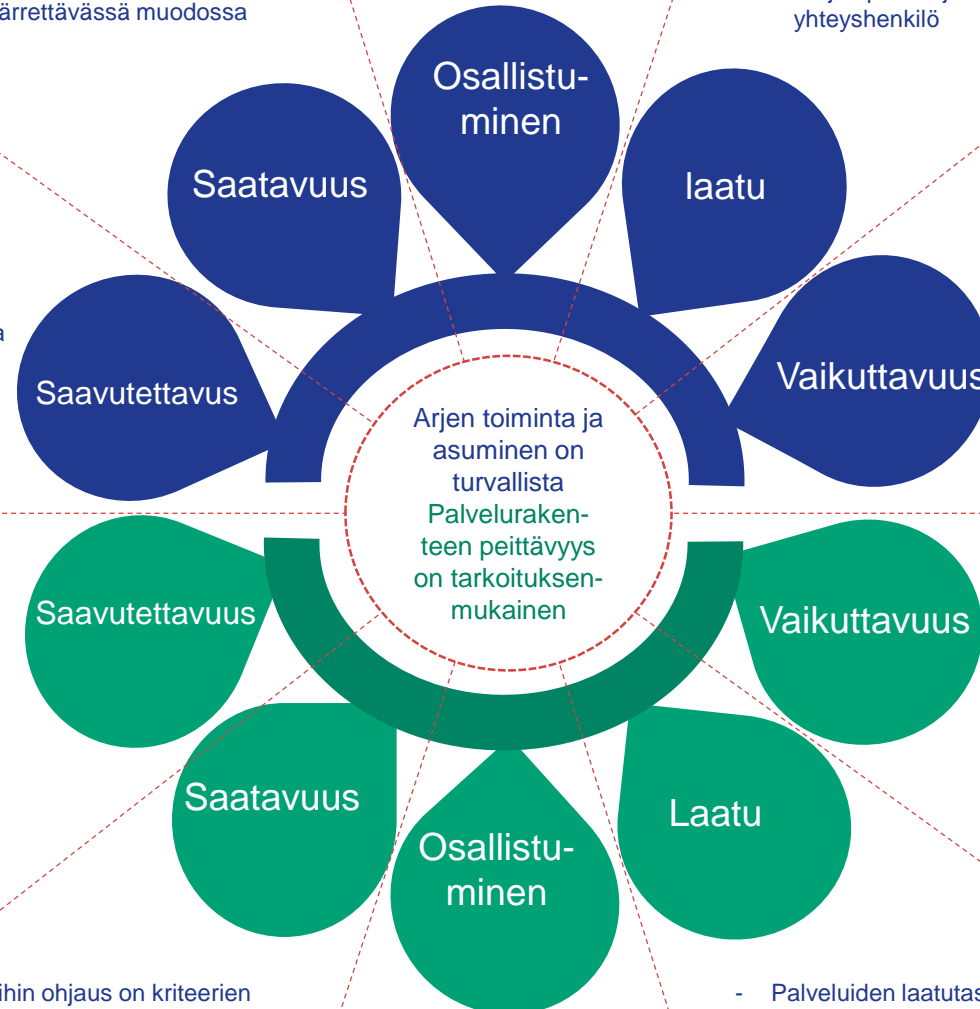 ärrettävässä muodossa
yhteyshenkilö
Osallistu-
minen
Saatavuus
laatu
Saavutettavus
Vaikuttavuus
Arjen toiminta ja
asuminen on
turvallista
Palveluraken-
teen peittävyys
on tarkoituksen-
mukainen
Saavutettavuus
Vaikuttavuus
Saatavuus
Laatu
Osallistu-
minen
ihin ohjaus on kriteerien
- Palveluiden laatutas